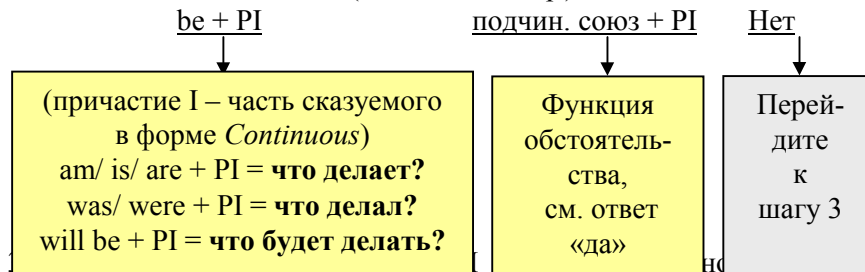 be + PI
подчин. союз + PI
Нет
(причастие I – часть сказуемого
в форме Continuous)
am/ is/ are + PI = что делает?
was/ were + PI = что делал?
will be + PI = что будет делать?
Функция
обстоятель-
ства,
см. ответ
«да»
Перей-
дите
к
шагу 3